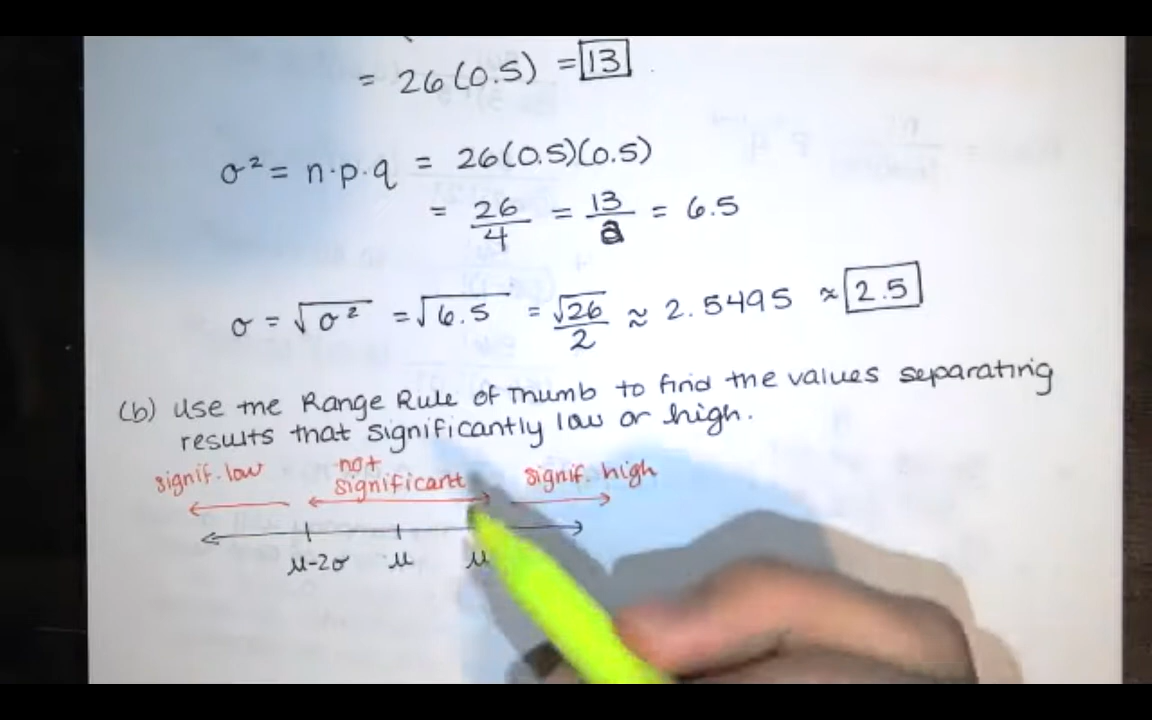 = 26(0.5) = 13
σ² = n·p·q = 26(0.5)(0.5)
= 26/4 = 13/2 = 6.5
σ = √σ² = √6.5 = √26/2 ≈ 2.5495 ≈ 2.5
(b) Use the Range Rule of Thumb to find the values separating
results that significantly low or high.
signif. low not significant signif. high
μ-2σ μ μ